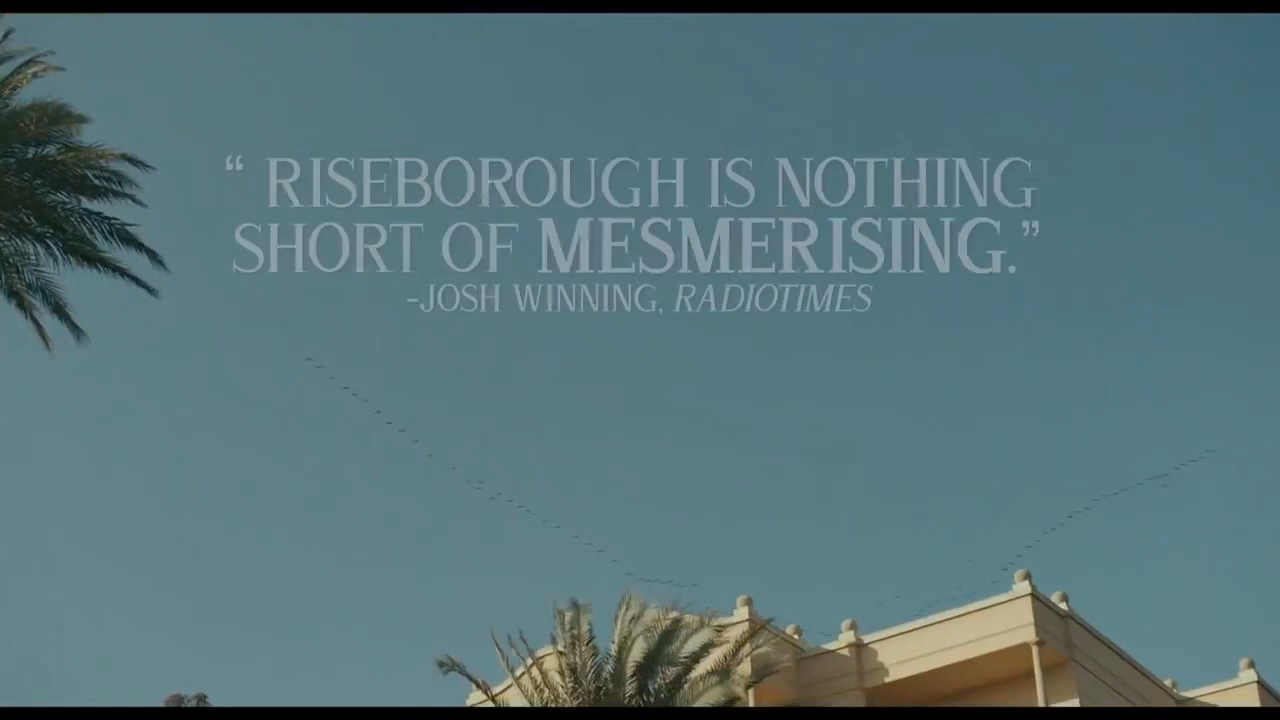 “ RISEBOROUGH IS NOTHING
SHORT OF MESMERISING.”
-JOSH WINNING, RADIOTIMES